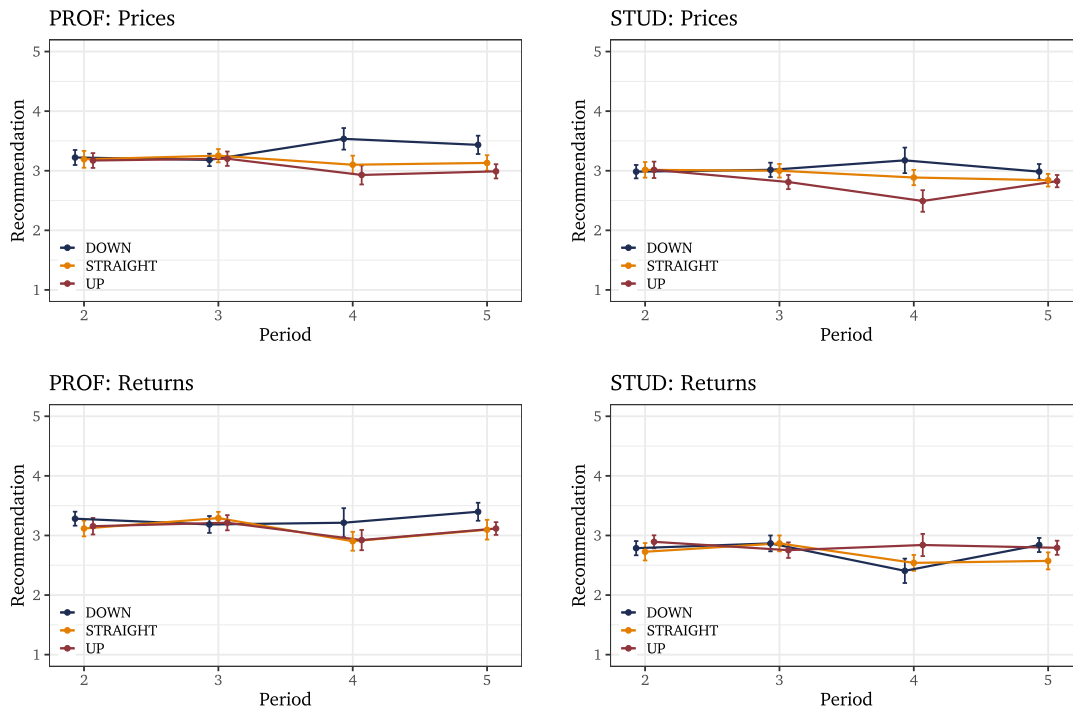 PROF: Prices
5
4
3
2
1
Recommendation
DOWN
STRAIGHT
UP
2 3 4 5
Period
STUD: Prices
5
4
3
2
1
Recommendation
DOWN
STRAIGHT
UP
2 3 4 5
Period
PROF: Returns
5
4
3
2
1
Recommendation
DOWN
STRAIGHT
UP
2 3 4 5
Period
STUD: Returns
5
4
3
2
1
Recommendation
DOWN
STRAIGHT
UP
2 3 4 5
Period